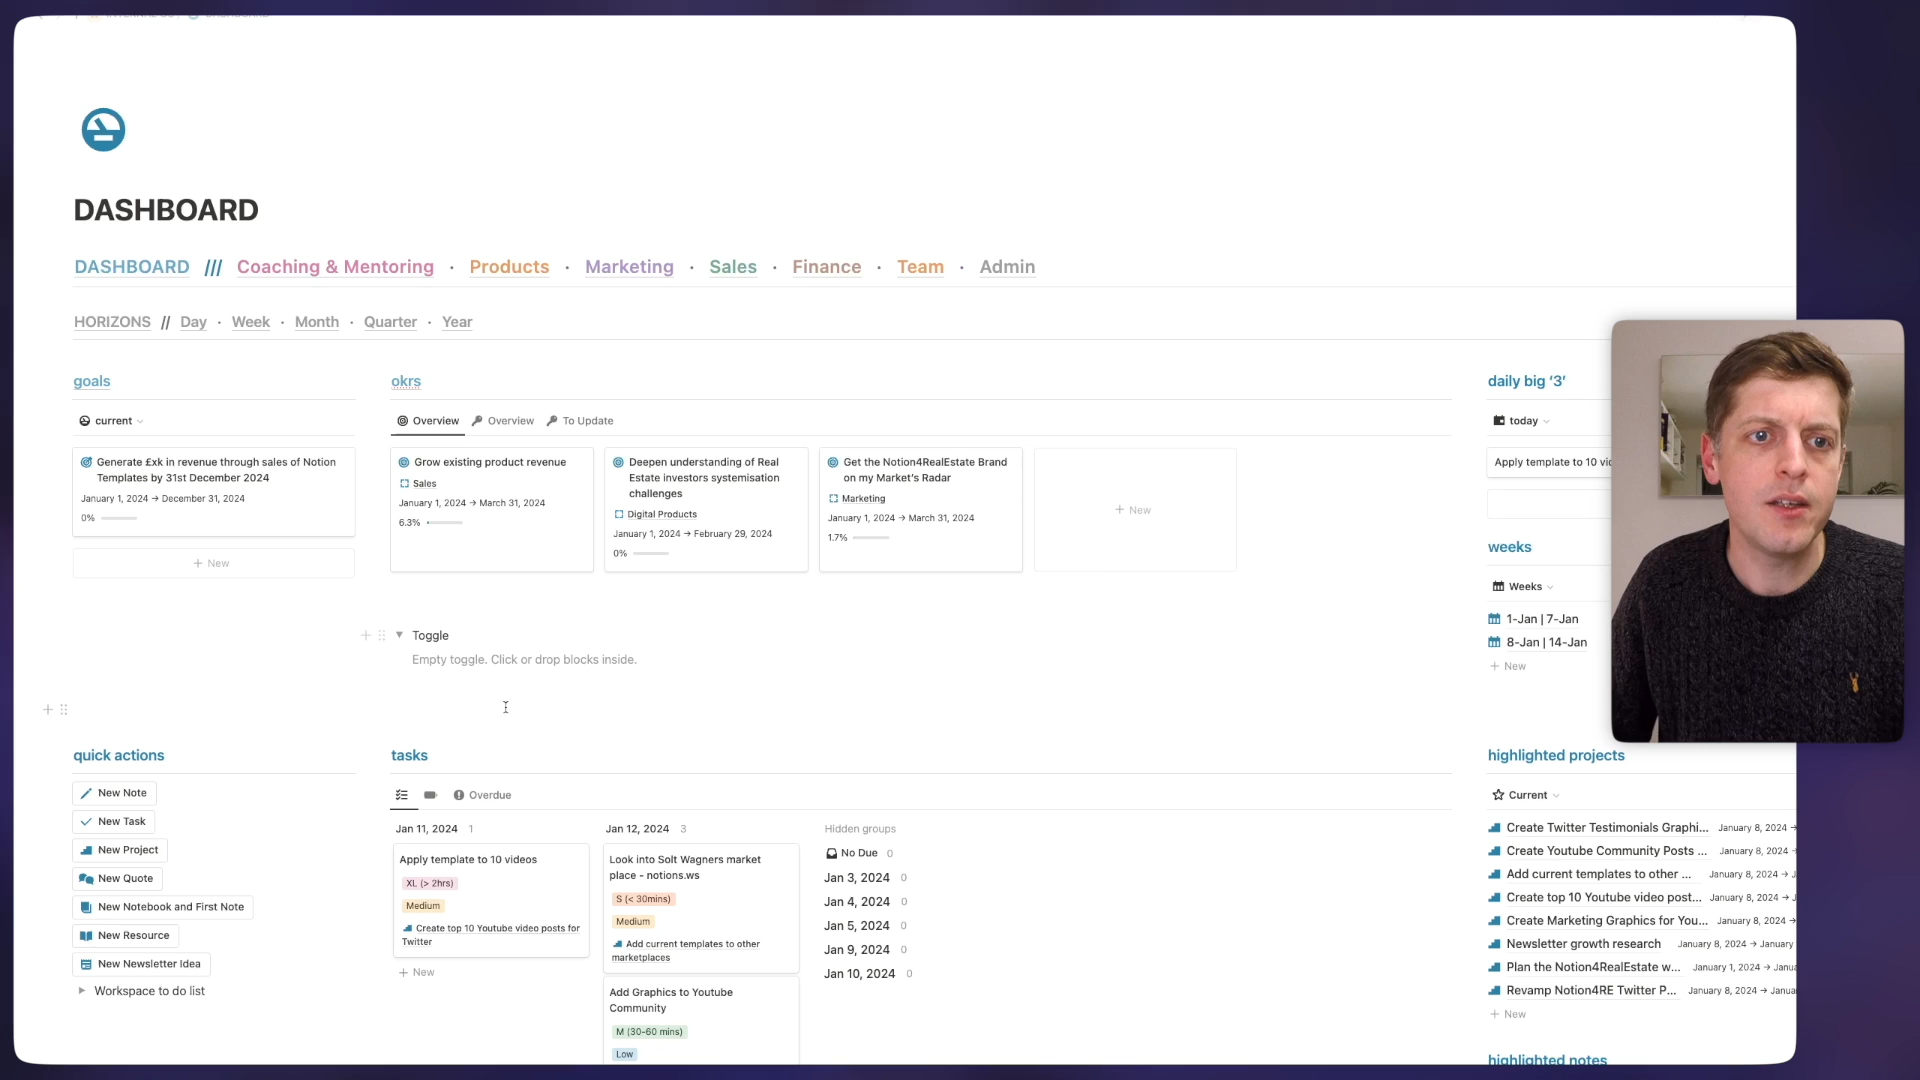 DASHBOARD
DASHBOARD /// Coaching & Mentoring · Products · Marketing · Sales · Finance · Team · Admin
HORIZONS // Day · Week · Month · Quarter · Year
goals
current
Generate £xk in revenue through sales of Notion
Templates by 31st December 2024
January 1, 2024 → December 31, 2024
0%
+ New
okrs
Overview Overview To Update
Grow existing product revenue
Sales
January 1, 2024 → March 31, 2024
6.3%
Deepen understanding of Real
Estate investors systemisation
challenges
Digital Products
January 1, 2024 → February 29, 2024
0%
Get the Notion4RealEstate Brand
on my Market's Radar
Marketing
January 1, 2024 → March 31, 2024
1.7%
+ New
daily big ‘3’
today
Apply template to 10 vid
weeks
Weeks
1-Jan | 7-Jan
8-Jan | 14-Jan
+ New
Toggle
Empty toggle. Click or drop blocks inside.
quick actions
New Note
New Task
New Project
New Quote
New Notebook and First Note
New Resource
New Newsletter Idea
Workspace to do list
tasks
Overdue
Jan 11, 2024 1
Apply template to 10 videos
XL (> 2hrs)
Medium
Create top 10 Youtube video posts for
Twitter
+ New
Jan 12, 2024 3
Look into Solt Wagners market
place - notions.ws
S (< 30mins)
Medium
Add current templates to other
marketplaces
Add Graphics to Youtube
Community
M (30-60 mins)
Low
Hidden groups
No Due 0
Jan 3, 2024 0
Jan 4, 2024 0
Jan 5, 2024 0
Jan 9, 2024 0
Jan 10, 2024 0
highlighted projects
Current
Create Twitter Testimonials Graphi... January 8, 2024 →
Create Youtube Community Posts ... January 8, 2024
Add current templates to other ... January 8, 2024 → J
Create top 10 Youtube video post... January 8, 2024 →
Create Marketing Graphics for You... January 8, 2024 →
Newsletter growth research January 8, 2024 → January
Plan the Notion4RealEstate w... January 1, 2024 → Janua
Revamp Notion4RE Twitter P... January 8, 2024 → Janua
+ New
highlighted notes